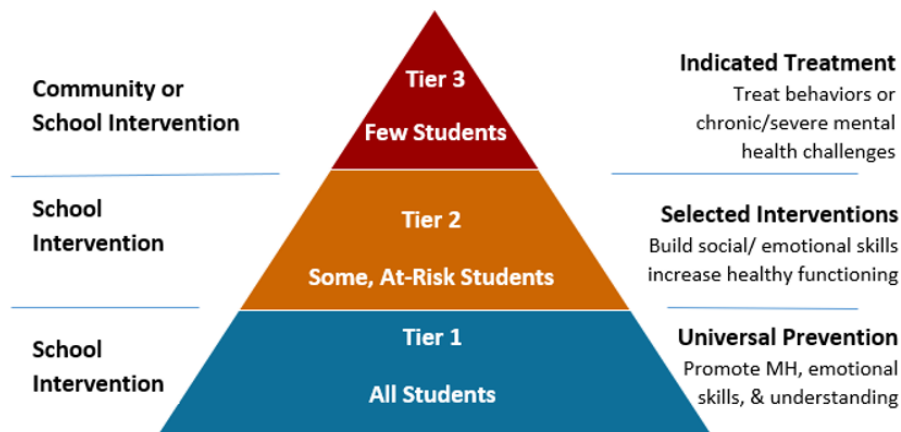 Community or
School Intervention
Tier 3
Few Students
Indicated Treatment
Treat behaviors or
chronic/severe mental
health challenges
School
Intervention
Tier 2
Some, At-Risk Students
Selected Interventions
Build social/ emotional skills
increase healthy functioning
School
Intervention
Tier 1
All Students
Universal Prevention
Promote MH, emotional
skills, & understanding